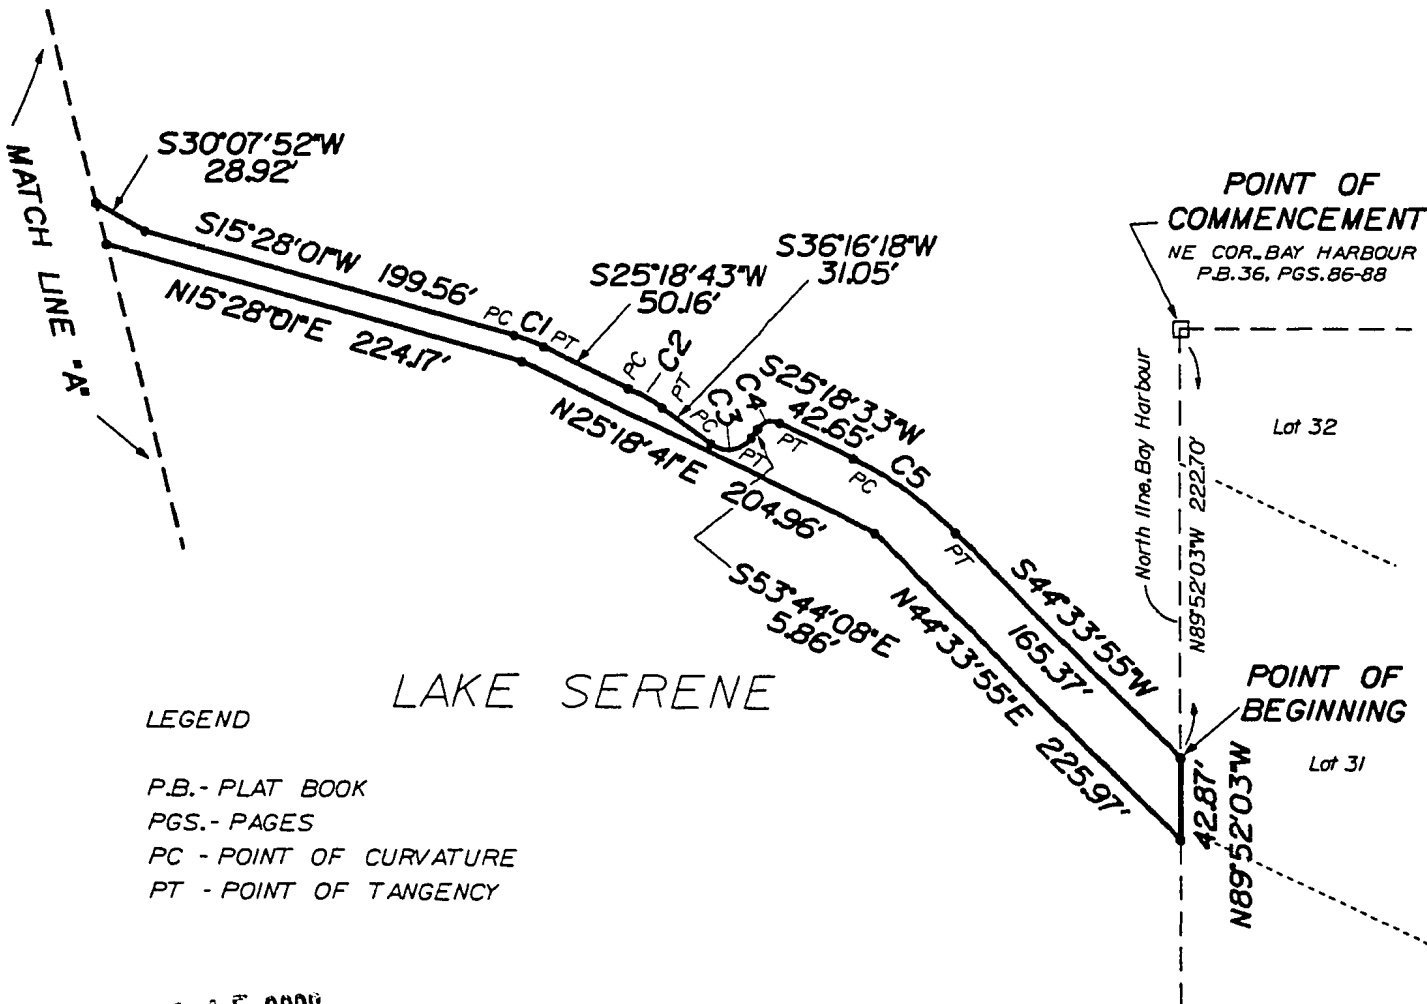 S30°07'52"W
28.92'
MATCH LINE "A"
S15°28'01"W 199.56'
N15°28'01"E 224.17'
PC
C1
PT
S25°18'43"W
50.16'
PC
C2
PT
S36°16'18"W
31.05'
PC
C3
PT
C4
PT
S25°18'33"W
42.65'
PC
C5
PT
N25°18'41"E 204.96'
S53°44'08"E
5.86'
S44°33'55"W
165.37'
N44°33'55"E 225.97'
POINT OF
COMMENCEMENT
NE COR., BAY HARBOUR
P.B. 36, PGS. 86-88
North line, Bay Harbour
N89°52'03"W 222.70'
Lot 32
POINT OF
BEGINNING
Lot 31
42.87'
N89°52'03"W
LAKE SERENE
LEGEND
P.B. - PLAT BOOK
PGS. - PAGES
PC - POINT OF CURVATURE
PT - POINT OF TANGENCY